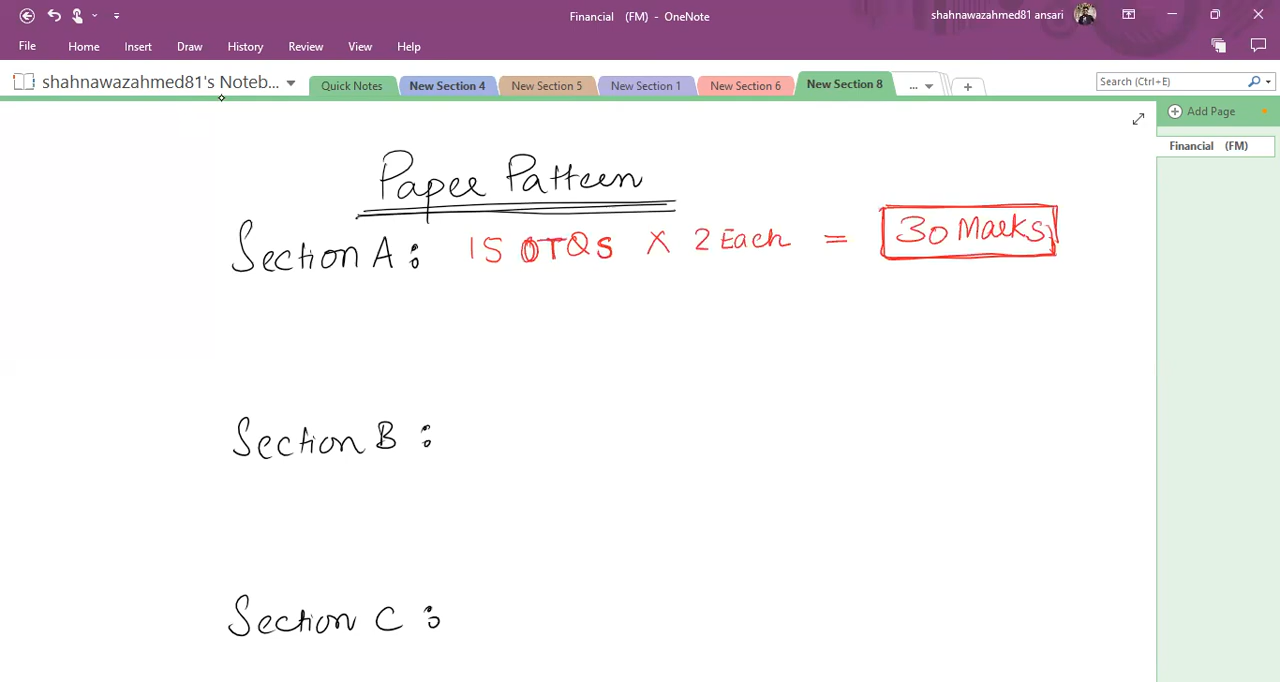 Financial (FM) - OneNote
shahnawazahmed81 ansari
File Home Insert Draw History Review View Help
shahnawazahmed81's Noteb...
Quick Notes New Section 4 New Section 5 New Section 1 New Section 6 New Section 8 ... +
Search (Ctrl+E)
Add Page
Financial (FM)
Paper Pattern
Section A: 15 OTQS X 2 Each = 30 Marks
Section B:
Section C: